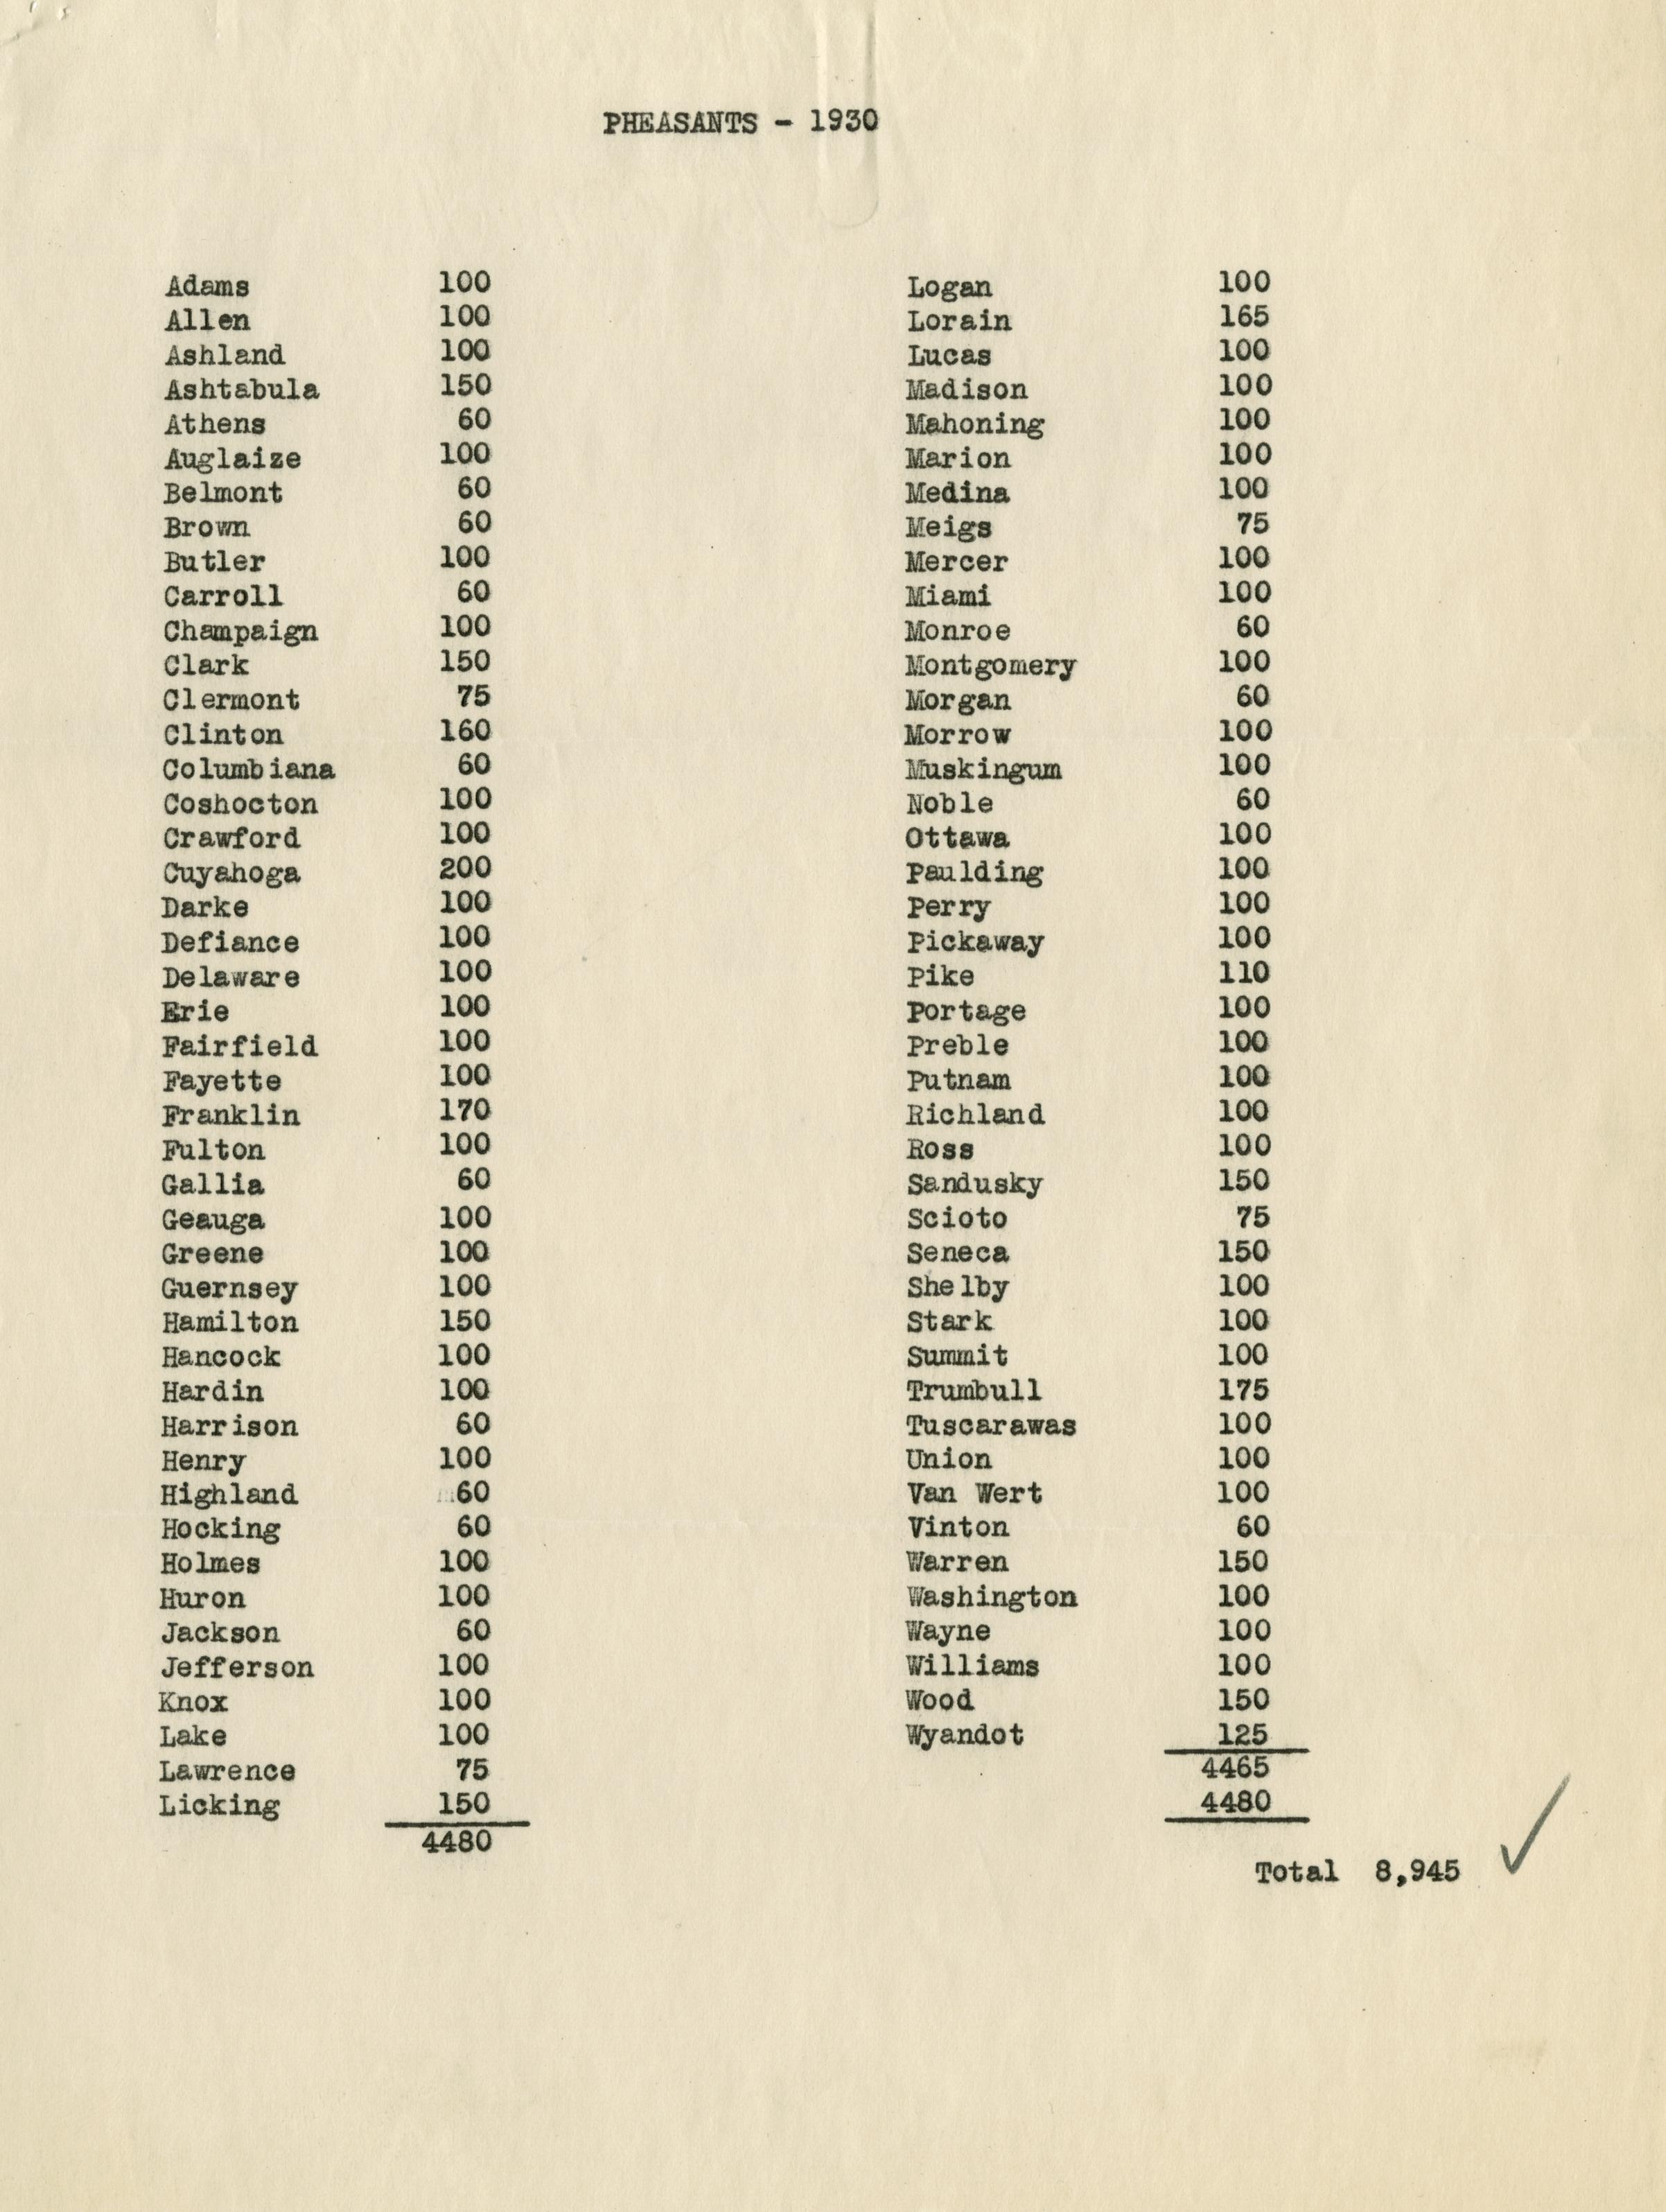 PHEASANTS - 1930
Adams 100
Allen 100
Ashland 100
Ashtabula 150
Athens 60
Auglaize 100
Belmont 60
Brown 60
Butler 100
Carroll 60
Champaign 100
Clark 150
Clermont 75
Clinton 160
Columbiana 60
Coshocton 100
Crawford 100
Cuyahoga 200
Darke 100
Defiance 100
Delaware 100
Erie 100
Fairfield 100
Fayette 100
Franklin 170
Fulton 100
Gallia 60
Geauga 100
Greene 100
Guernsey 100
Hamilton 150
Hancock 100
Hardin 100
Harrison 60
Henry 100
Highland 60
Hocking 60
Holmes 100
Huron 100
Jackson 60
Jefferson 100
Knox 100
Lake 100
Lawrence 75
Licking 150
4480
Logan 100
Lorain 165
Lucas 100
Madison 100
Mahoning 100
Marion 100
Medina 100
Meigs 75
Mercer 100
Miami 100
Monroe 60
Montgomery 100
Morgan 60
Morrow 100
Muskingum 100
Noble 60
Ottawa 100
Paulding 100
Perry 100
Pickaway 100
Pike 110
Portage 100
Preble 100
Putnam 100
Richland 100
Ross 100
Sandusky 150
Scioto 75
Seneca 150
Shelby 100
Stark 100
Summit 100
Trumbull 175
Tuscarawas 100
Union 100
Van Wert 100
Vinton 60
Warren 150
Washington 100
Wayne 100
Williams 100
Wood 150
Wyandot 125
4465
4480
Total 8,945